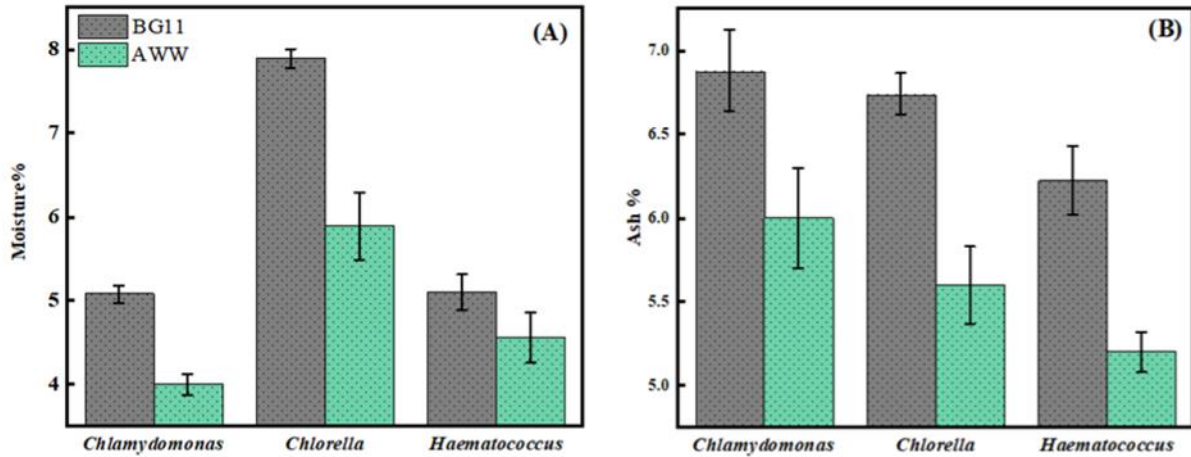 BG11
AWW
(A)
Moisture%
8
7
6
5
4
Chlamydomonas
Chlorella
Haematococcus
(B)
Ash %
7.0
6.5
6.0
5.5
5.0
Chlamydomonas
Chlorella
Haematococcus